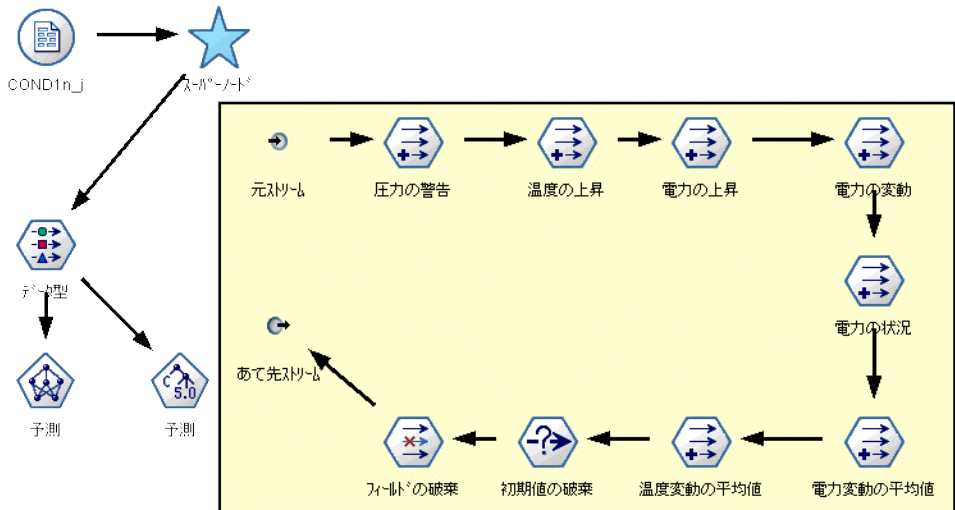 COND1n_j
ｽｰﾊﾟｰﾉｰﾄﾞ
元ｽﾄﾘｰﾑ
圧力の警告
温度の上昇
電力の上昇
電力の変動
ﾃﾞｰﾀ型
電力の状況
あて先ｽﾄﾘｰﾑ
C 5.0
予測
予測
ﾌｨｰﾙﾄﾞの破棄
初期値の破棄
温度変動の平均値
電力変動の平均値